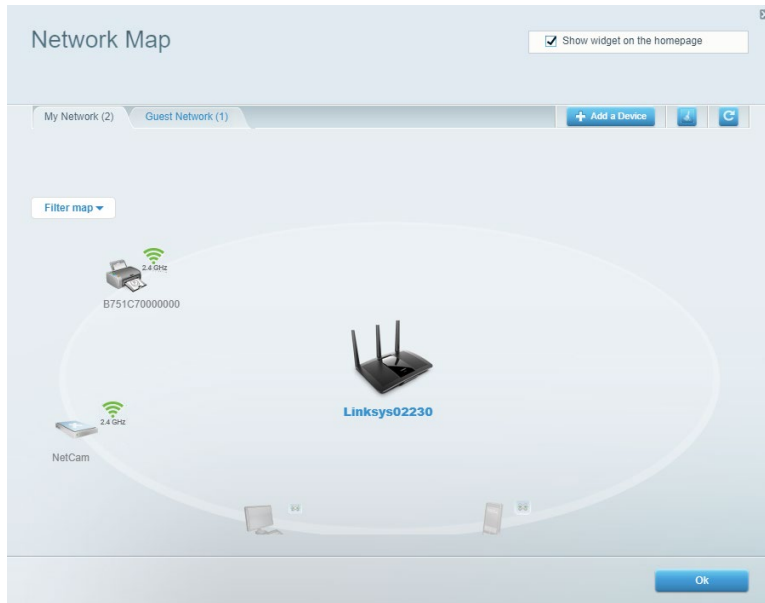 Network Map
Show widget on the homepage
My Network (2)
Guest Network (1)
Add a Device
Filter map
2.4 GHz
B751C70000000
Linksys02230
2.4 GHz
NetCam
Ok